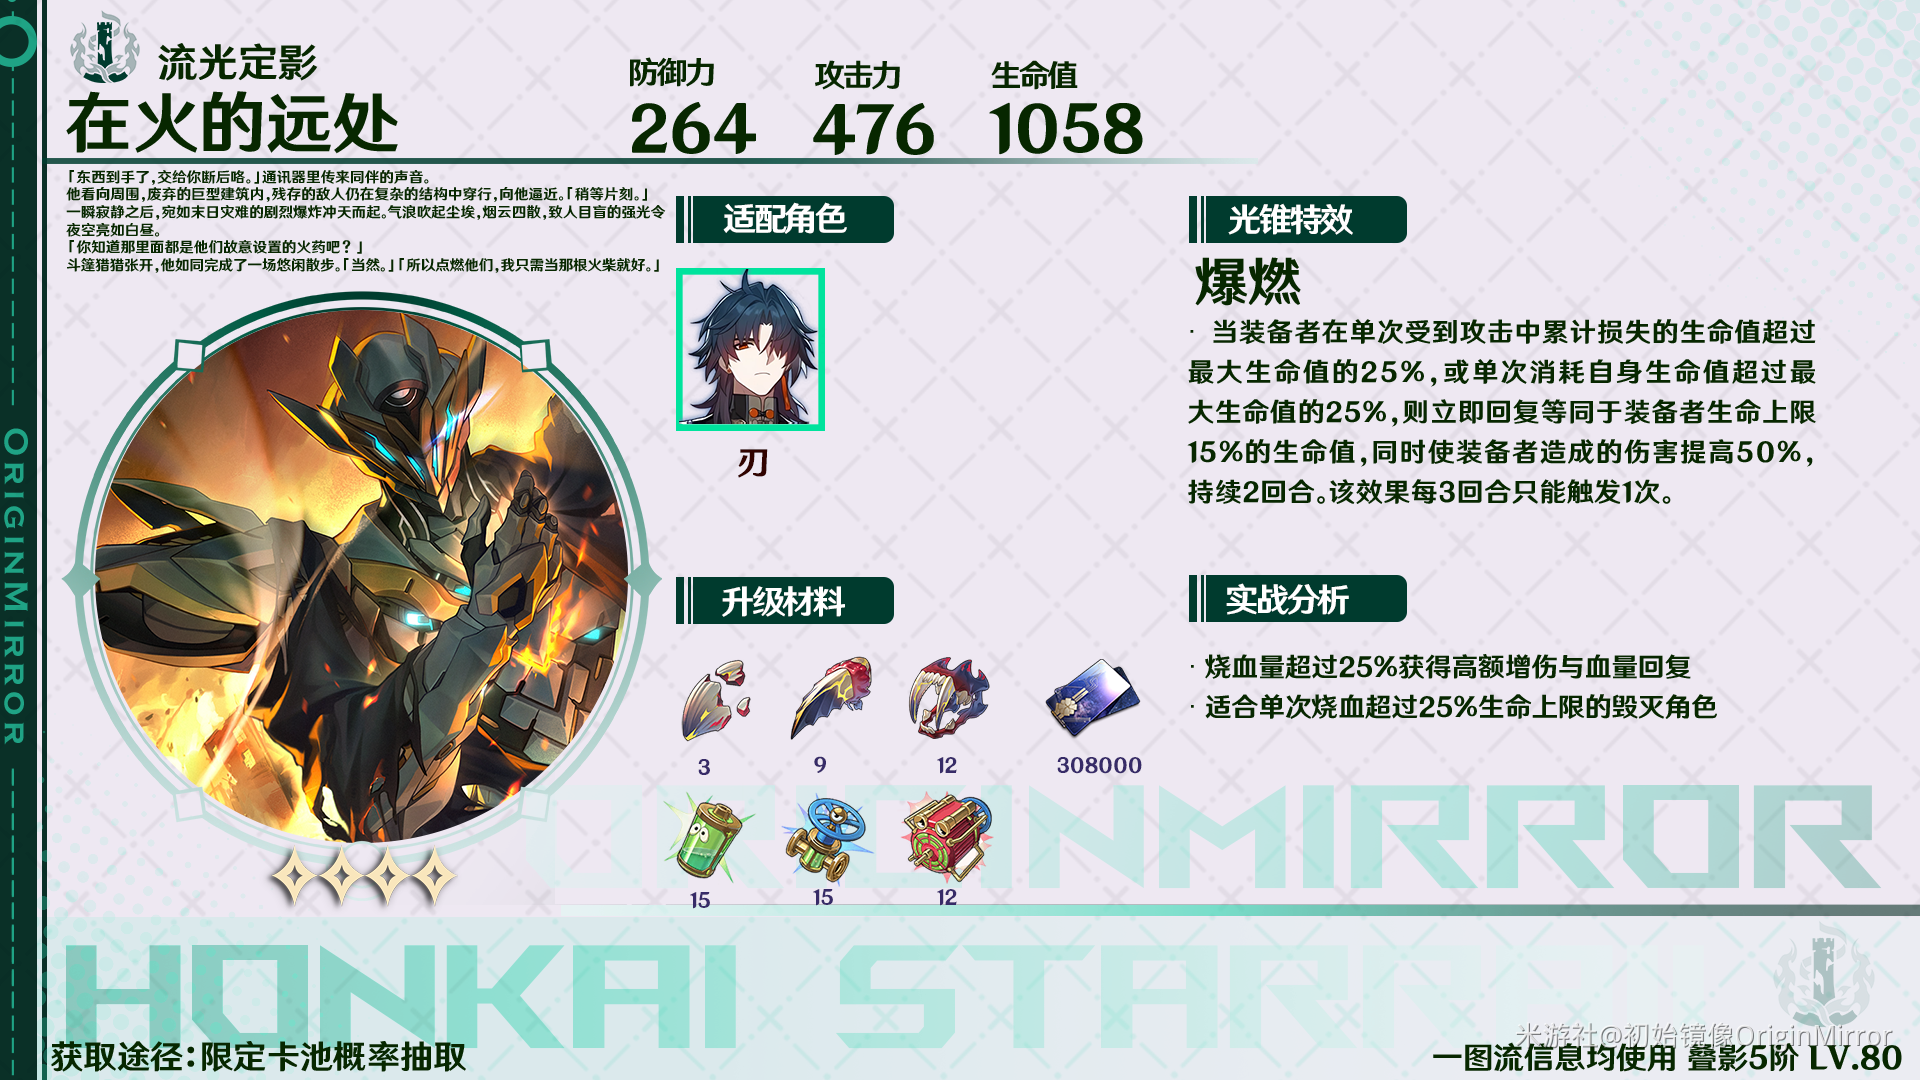 流光定影
在火的远处
防御力
264
攻击力
476
生命值
1058
「东西到手了,交给你断后咯。」通讯器里传来同伴的声音。
他看向周围,废弃的巨型建筑内,残存的敌人仍在复杂的结构中穿行,向他逼近。「稍等片刻。」
一瞬寂静之后,宛如末日灾难的剧烈爆炸冲天而起。气浪吹起尘埃,烟云四散,致人目盲的强光令
夜空亮如白昼。
「你知道那里面都是他们故意设置的火药吧？」
斗篷猎猎张开,他如同完成了一场悠闲散步。「当然。」「所以点燃他们,我只需当那根火柴就好。」
适配角色
刃
升级材料
3
9
12
308000
15
15
12
光锥特效
爆燃
· 当装备者在单次受到攻击中累计损失的生命值超过
最大生命值的25%,或单次消耗自身生命值超过最
大生命值的25%,则立即回复等同于装备者生命上限
15%的生命值,同时使装备者造成的伤害提高50%,
持续2回合。该效果每3回合只能触发1次。
实战分析
· 烧血量超过25%获得高额增伤与血量回复
· 适合单次烧血超过25%生命上限的毁灭角色
ORIGINMIRROR
ORIGINMIRROR
HONKAI STARRAIL
获取途径:限定卡池概率抽取
米游社@初始镜像OriginMirror
一图流信息均使用 叠影5阶 LV.80